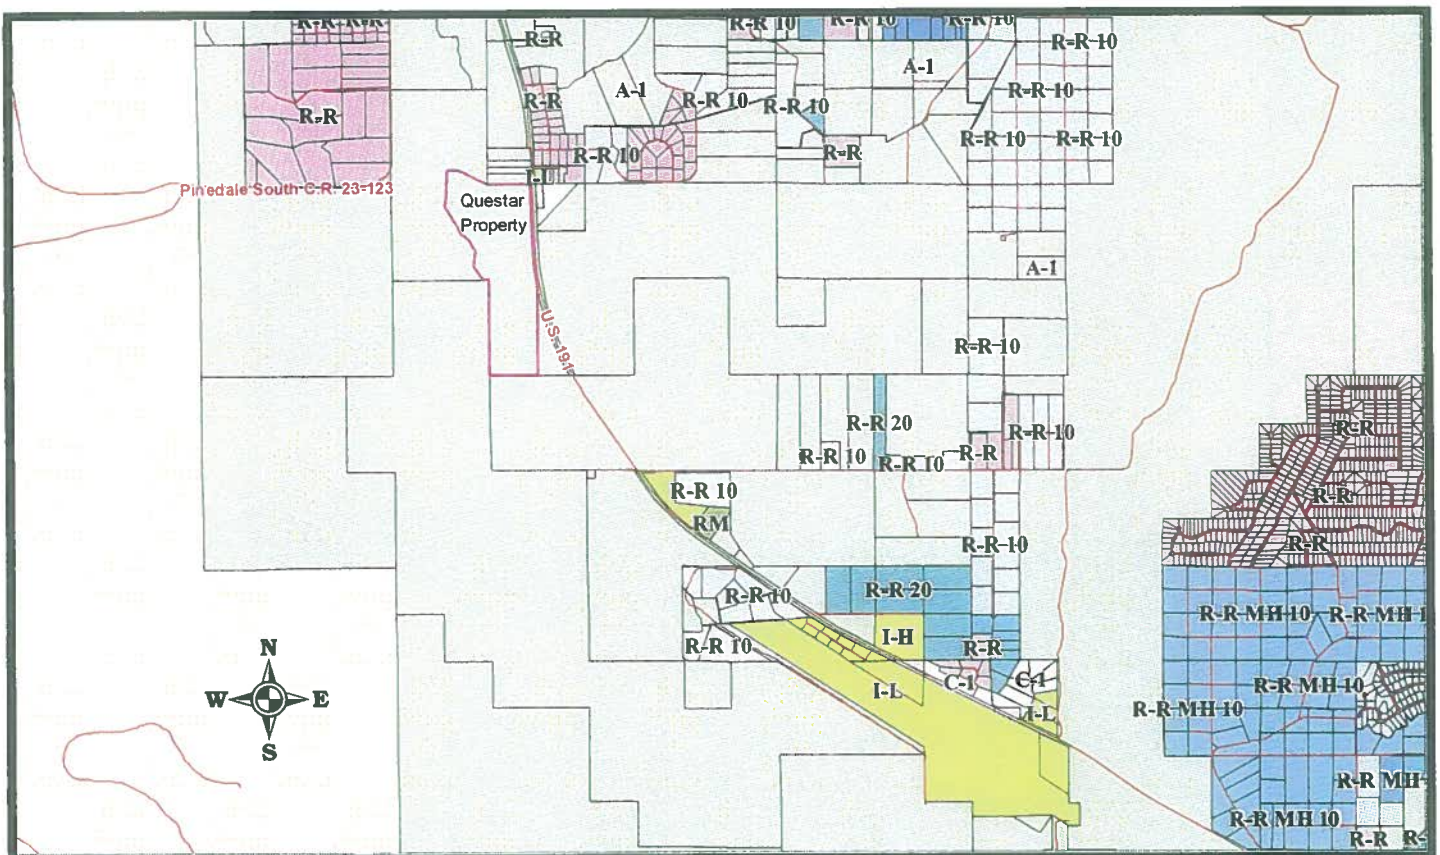 R-R R-R
R-R 10
R-R 10
R-R 10
R-R
R=R-10
A-1
A-1
R=R-10
R-R
R-R
R-R 10
R-R 10
R=R 10
R=R-10
R-R 10
R=R
I-L
Pinedale South C.R. 23-123
Questar
Property
A-1
U.S. 191
R=R-10
R-R 20
R-R
R=R-10
R-R
R-R 10
R-R 10
R-R 10
R-R
RM
R-R
R-R-10
R-R 20
R-R 10
R-R MH 10
R-R MH 1
I-H
R-R 10
R-R
N
C-1
C-1
R-R MH 10
I-L
W
E
I-L
R-R MH 10
S
R-R MH
R-R MH 10
R-R
R-